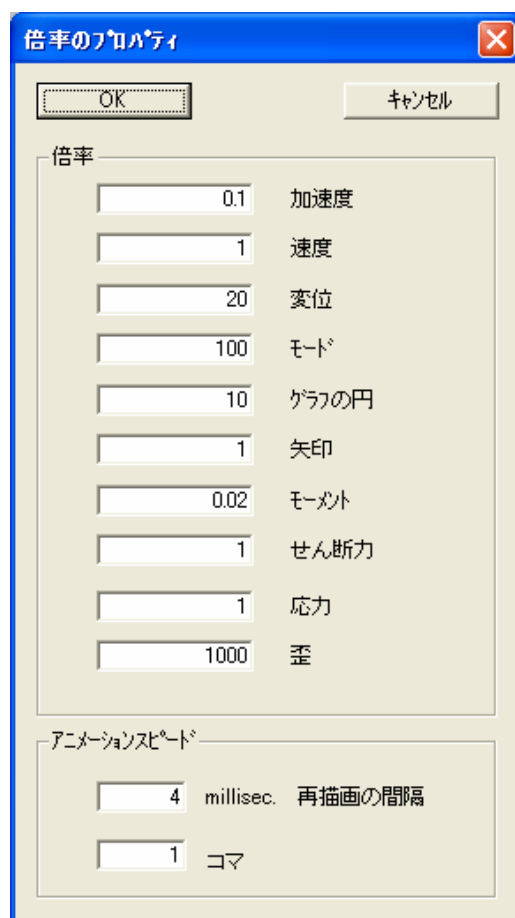 倍率のﾌﾟﾛﾊﾟﾃｨ
OK ｷｬﾝｾﾙ
倍率
0.1 加速度
1 速度
20 変位
100 ﾓｰﾄﾞ
10 ｸﾞﾗﾌの円
1 矢印
0.02 ﾓｰﾒﾝﾄ
1 せん断力
1 応力
1000 歪
ｱﾆﾒｰｼｮﾝｽﾋﾟｰﾄﾞ
4 millisec. 再描画の間隔
1 コマ